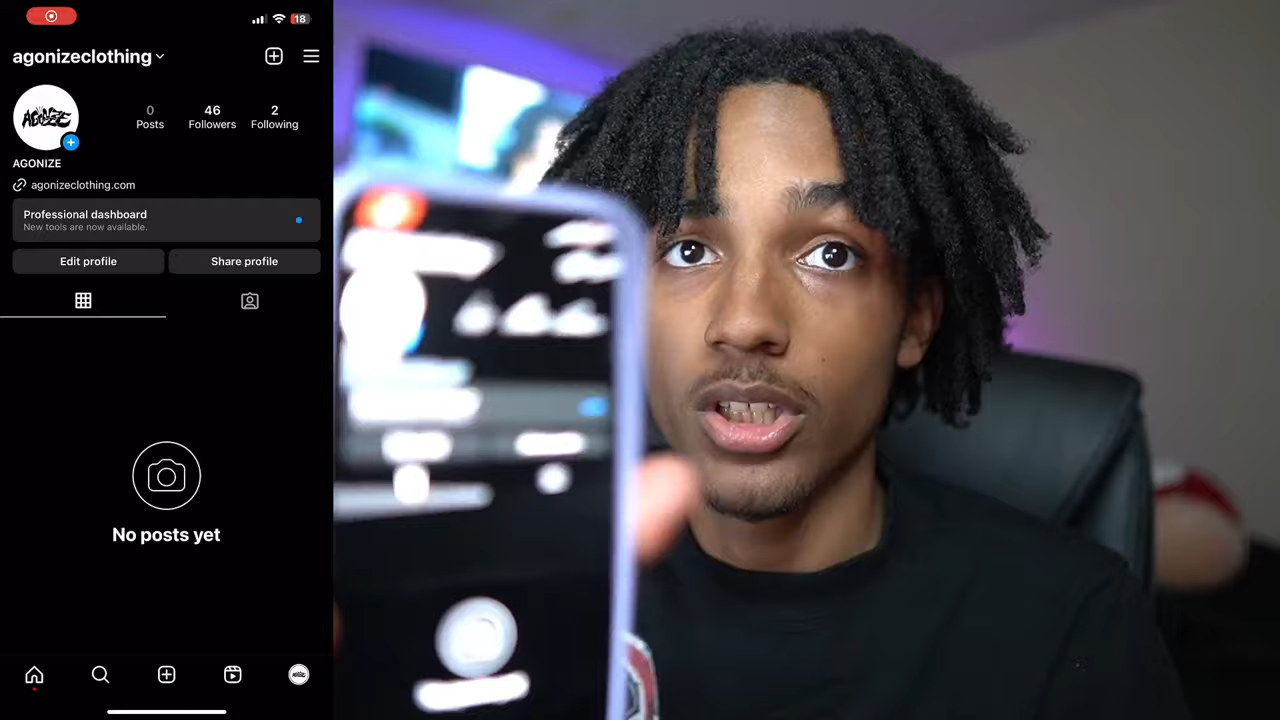 18
agonizeclothing
AGONIZE
0
46
2
Posts
Followers
Following
AGONIZE
agonizeclothing.com
Professional dashboard
New tools are now available.
Edit profile
Share profile
No posts yet